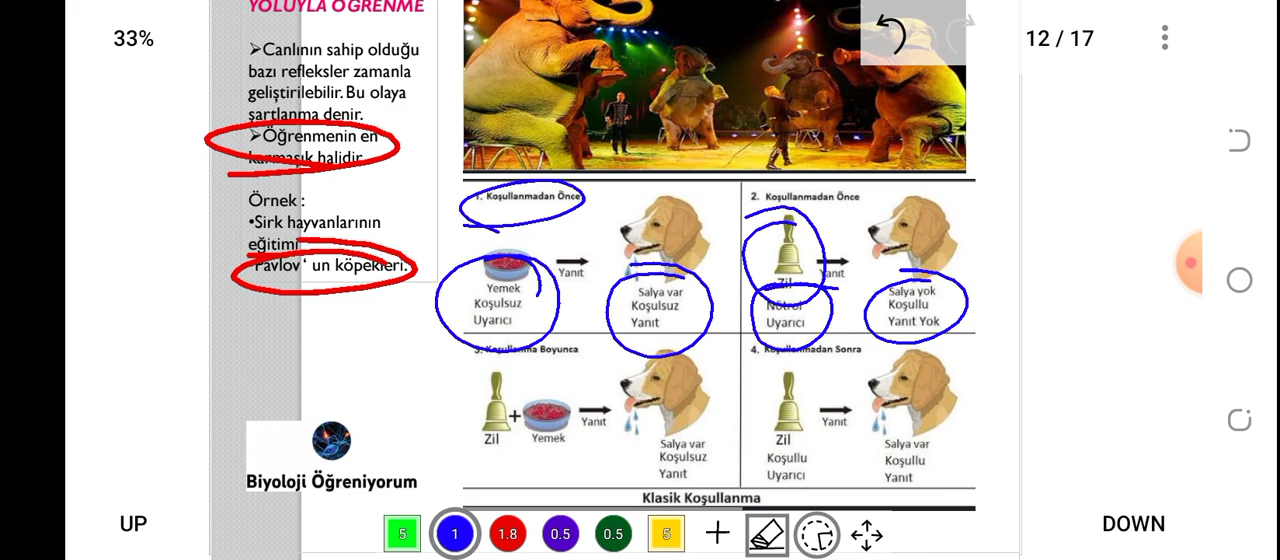 33%
12 / 17
YOLUYLA ÖĞRENME
➢Canlının sahip olduğu
bazı refleksler zamanla
geliştirilebilir. Bu olaya
şartlanma denir.
➢Öğrenmenin en
karmaşık halidir
Örnek :
•Sirk hayvanlarının
eğitimi
Pavlov ' un köpekleri.
Biyoloji Öğreniyorum
1. Koşullanmadan Önce
Yemek
Koşulsuz
Uyarıcı
Yanıt
Salya var
Koşulsuz
Yanıt
2. Koşullanmadan Önce
Zil
Nötral
Uyarıcı
Yanıt
Salya yok
Koşullu
Yanıt Yok
3. Koşullanma Boyunca
Zil
+
Yemek
Yanıt
Salya var
Koşulsuz
Yanıt
4. Koşullanmadan Sonra
Zil
Koşullu
Uyarıcı
Yanıt
Salya var
Koşullu
Yanıt
Klasik Koşullanma
UP
5
1
1.8
0.5
0.5
5
DOWN